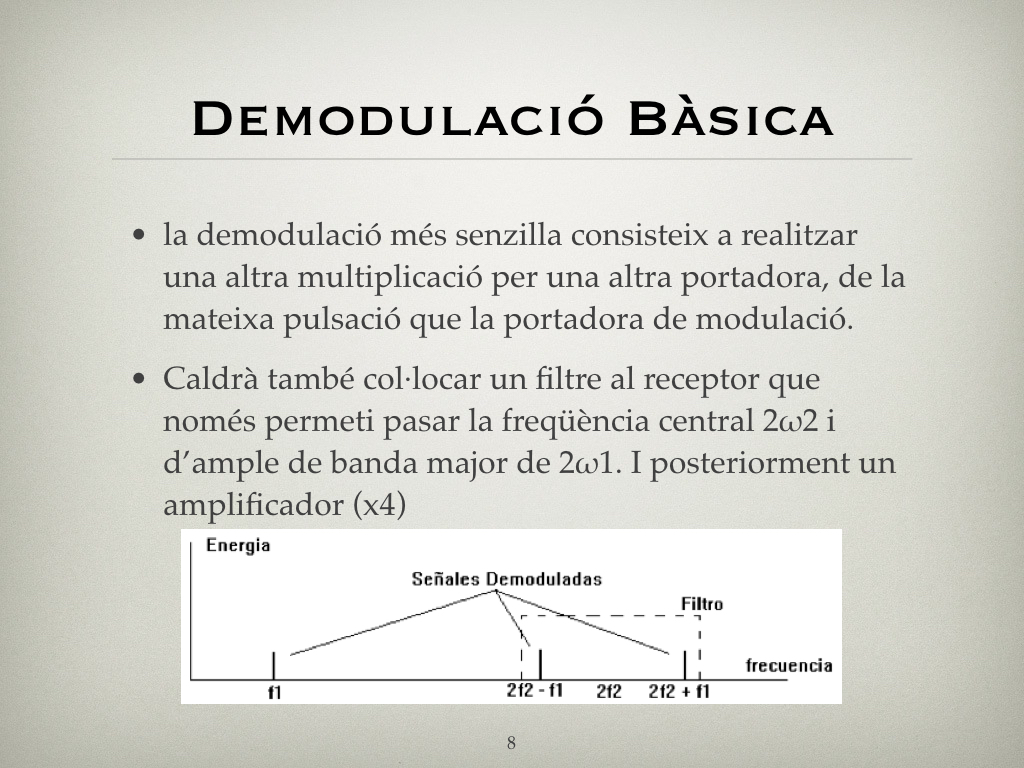 Demodulació Bàsica
• la demodulació més senzilla consisteix a realitzar
una altra multiplicació per una altra portadora, de la
mateixa pulsació que la portadora de modulació.
• Caldrà també col·locar un filtre al receptor que
només permeti pasar la freqüència central 2ω2 i
d’ample de banda major de 2ω1. I posteriorment un
amplificador (x4)
Energia
Señales Demoduladas
Filtro
frecuencia
f1 2f2 - f1 2f2 2f2 + f1
8